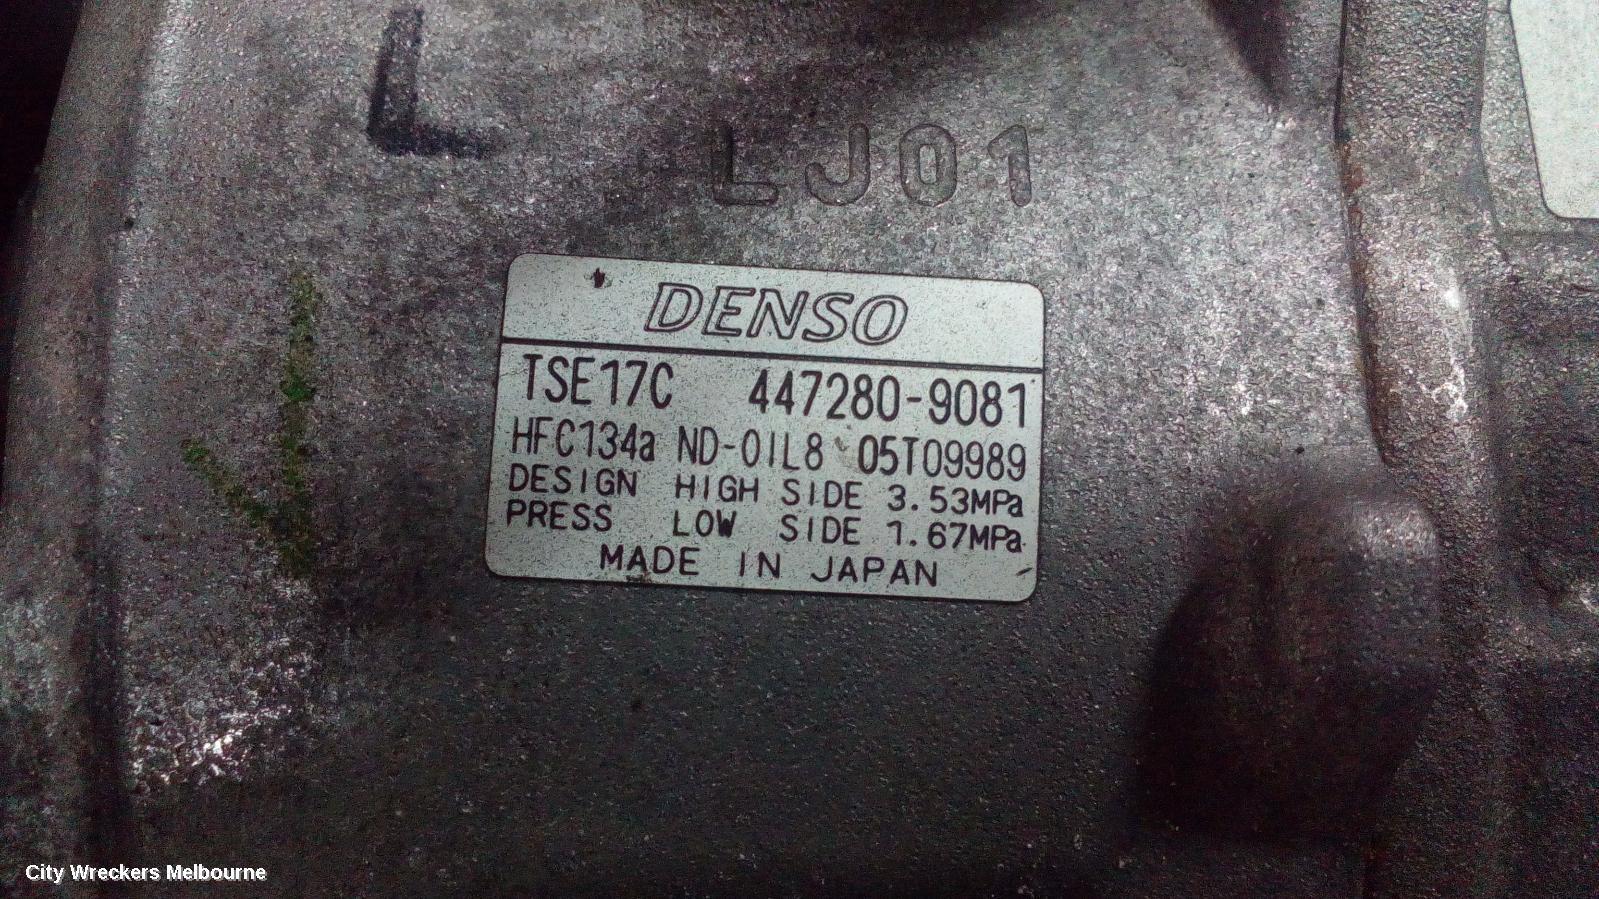 L
LJ01
DENSO
TSE17C 447280-9081
HFC134a ND-OIL8 05T09989
DESIGN HIGH SIDE 3.53MPa
PRESS LOW SIDE 1.67MPa
MADE IN JAPAN
City Wreckers Melbourne